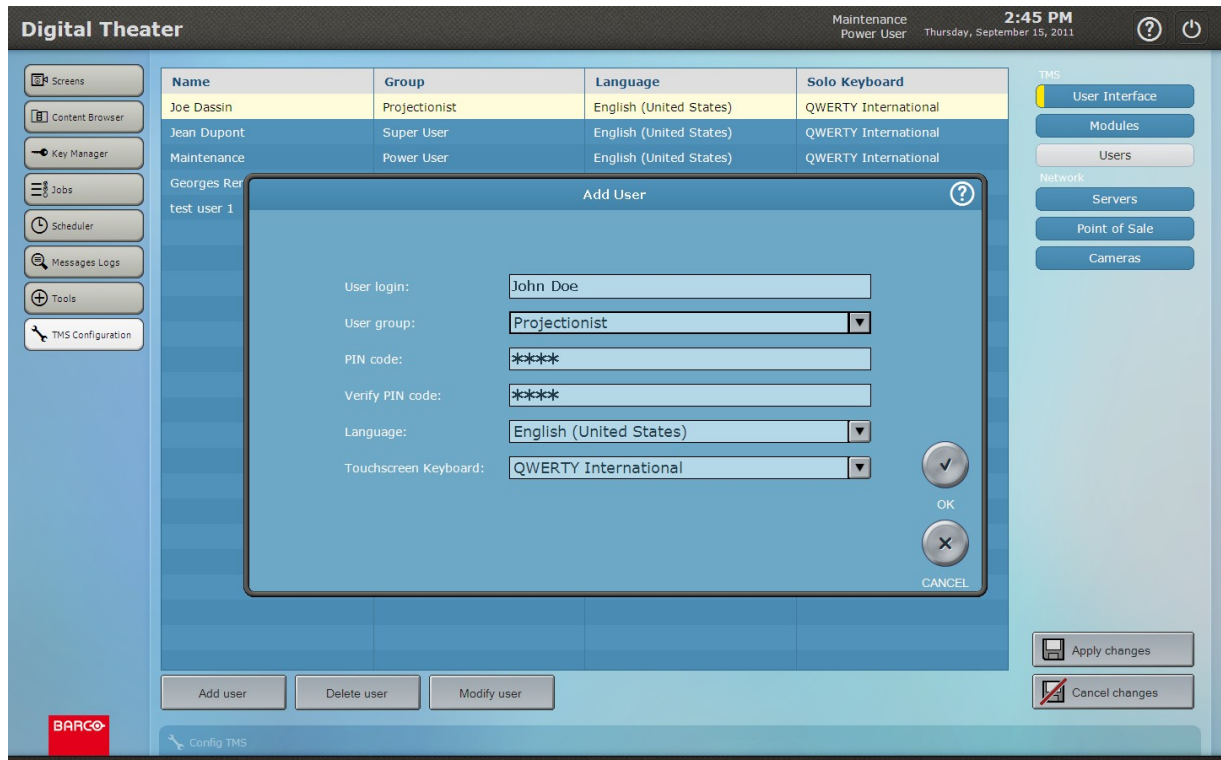 Digital Theater
Maintenance
Power User
2:45 PM
Thursday, September 15, 2011
Screens
Content Browser
Key Manager
Jobs
Scheduler
Messages Logs
Tools
TMS Configuration
Name Group Language Solo Keyboard
Joe Dassin Projectionist English (United States) QWERTY International
Jean Dupont Super User English (United States) QWERTY International
Maintenance Power User English (United States) QWERTY International
Georges
test user 1
Add User
User login: John Doe
User group: Projectionist
PIN code: ****
Verify PIN code: ****
Language: English (United States)
Touchscreen Keyboard: QWERTY International
OK
CANCEL
TMS
User Interface
Modules
Users
Network
Servers
Point of Sale
Cameras
Apply changes
Cancel changes
Add user Delete user Modify user
BARCO
Config TMS